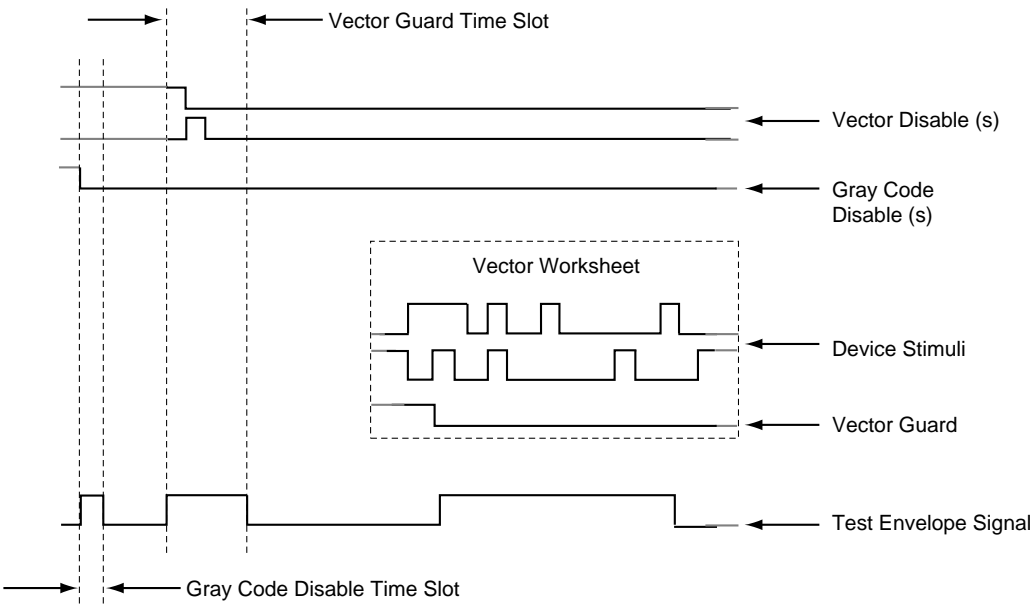 Vector Guard Time Slot
Vector Disable (s)
Gray Code
Disable (s)
Vector Worksheet
Device Stimuli
Vector Guard
Test Envelope Signal
Gray Code Disable Time Slot